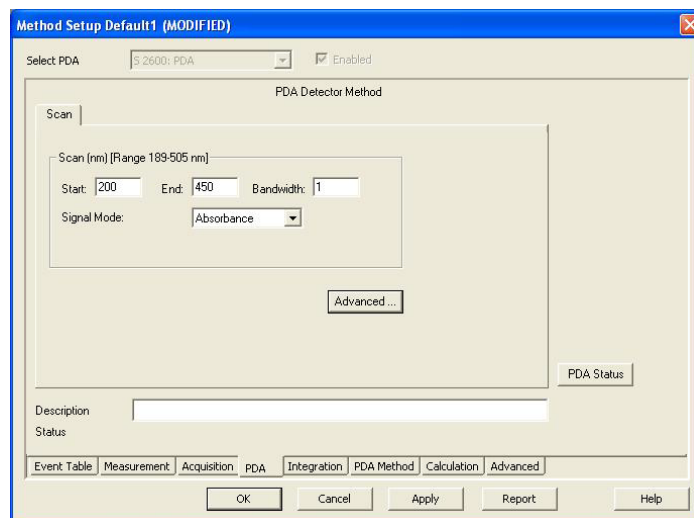 Method Setup Default1 (MODIFIED)
Select PDA S 2600: PDA Enabled
PDA Detector Method
Scan
Scan (nm) [Range 189-505 nm]
Start: 200 End: 450 Bandwidth: 1
Signal Mode: Absorbance
Advanced ...
PDA Status
Description
Status
Event Table Measurement Acquisition PDA Integration PDA Method Calculation Advanced
OK Cancel Apply Report Help